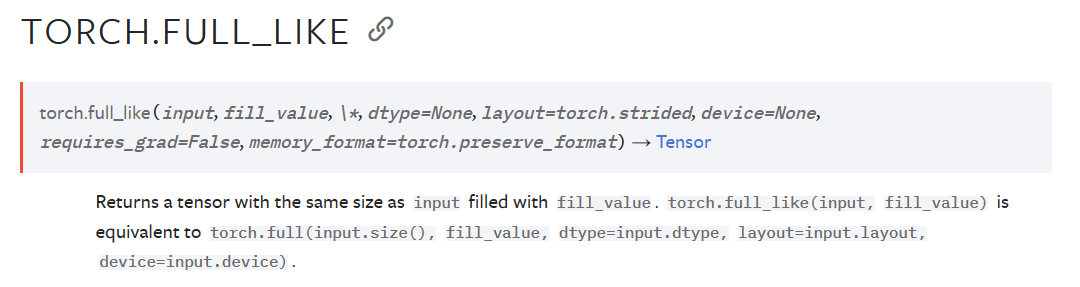 TORCH.FULL_LIKE
torch.full_like(input, fill_value, \*, dtype=None, layout=torch.strided, device=None,
requires_grad=False, memory_format=torch.preserve_format) → Tensor
Returns a tensor with the same size as input filled with fill_value. torch.full_like(input, fill_value) is
equivalent to torch.full(input.size(), fill_value, dtype=input.dtype, layout=input.layout,
device=input.device).